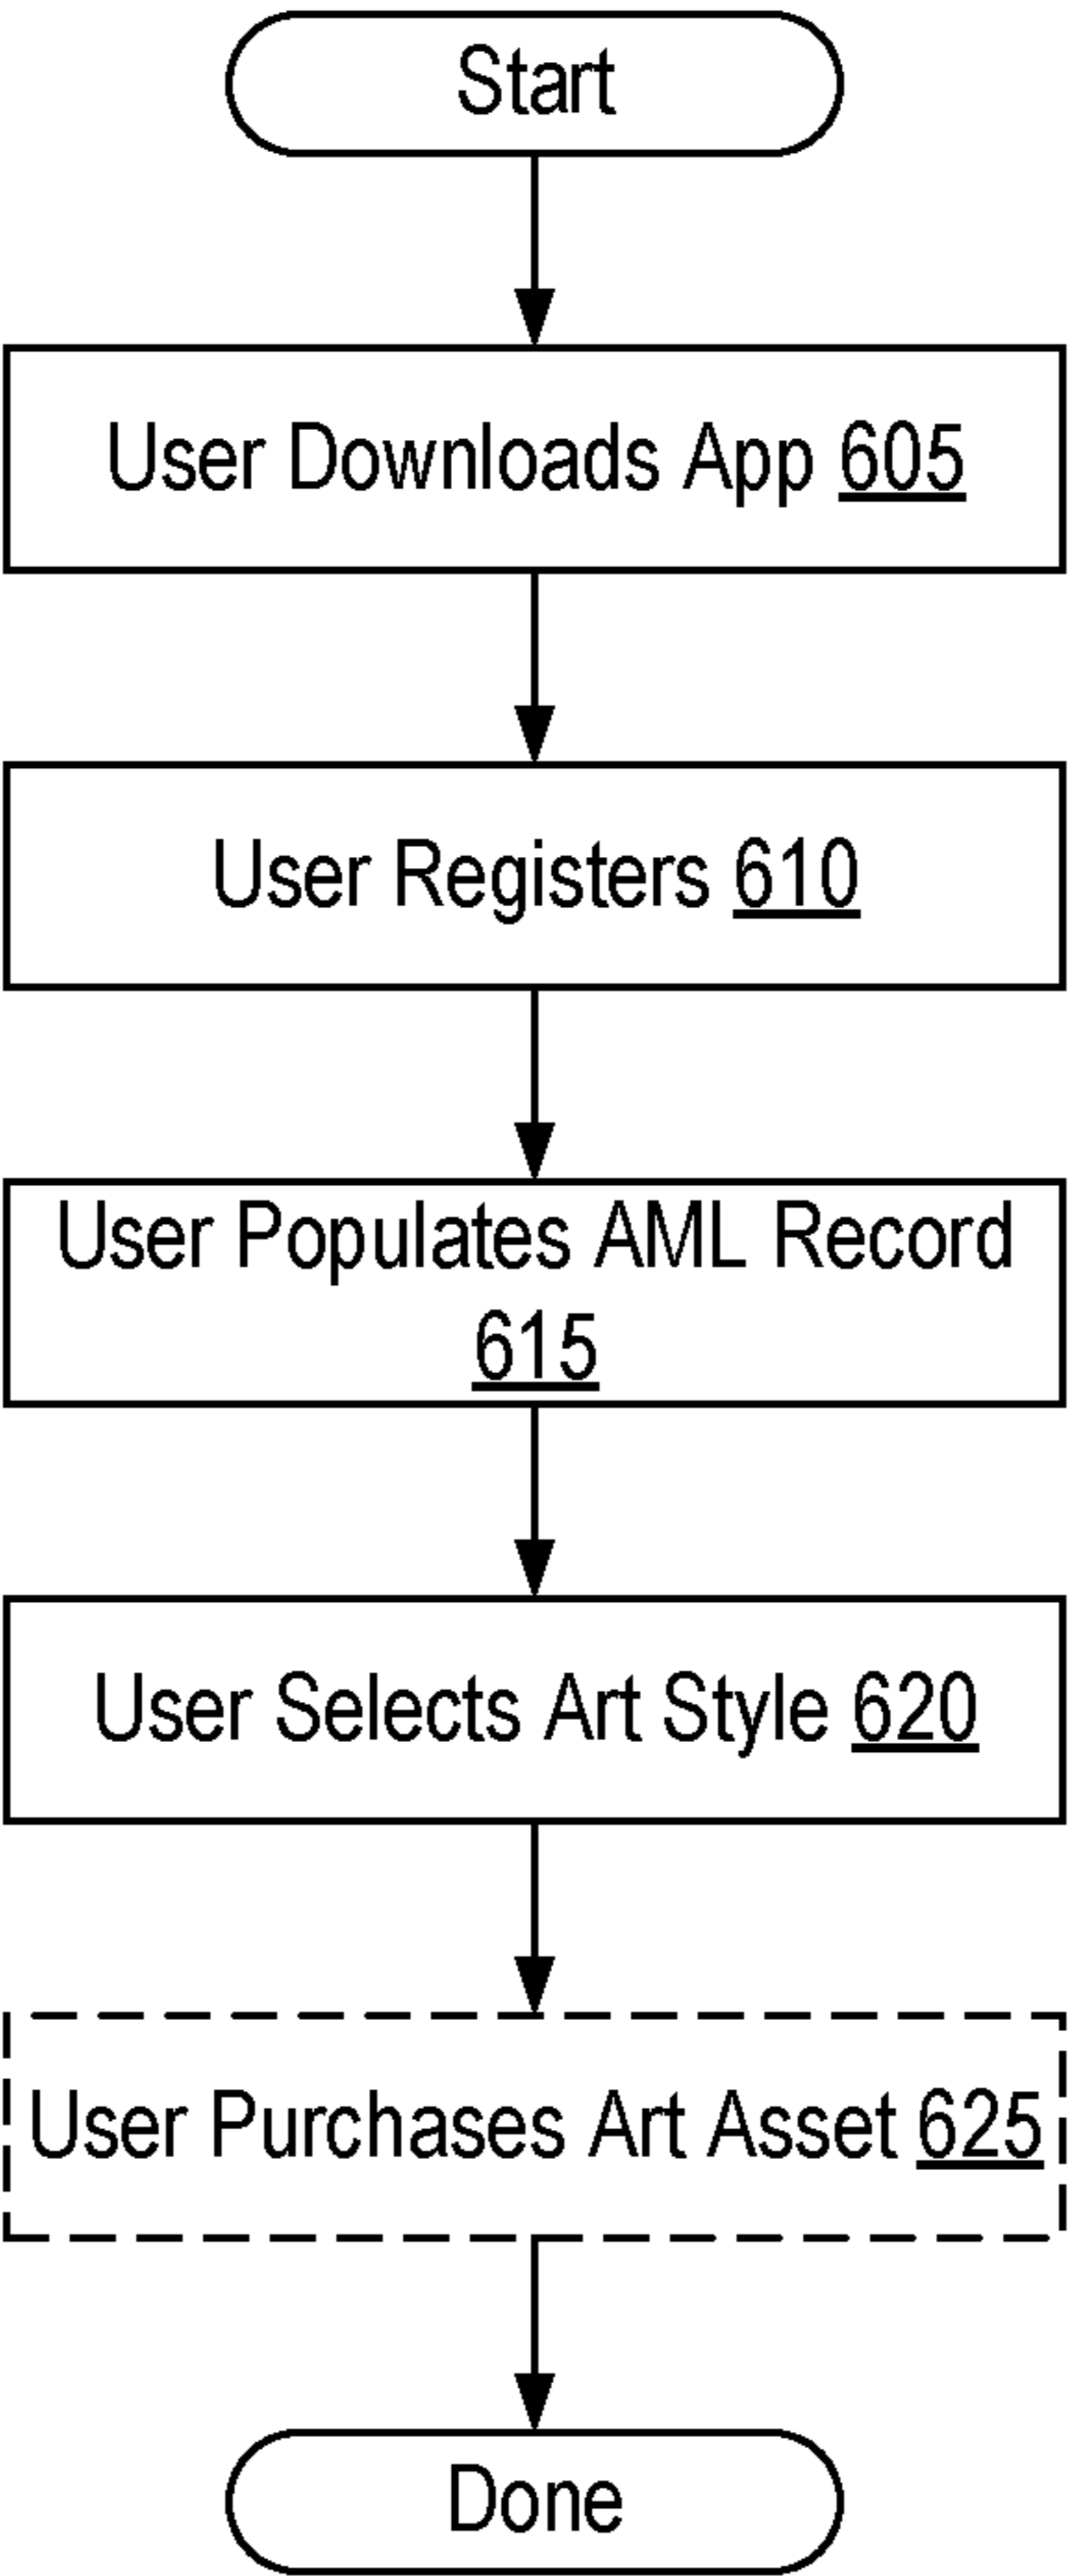 Start
User Downloads App 605
User Registers 610
User Populates AML Record
615
User Selects Art Style 620
User Purchases Art Asset 625
Done